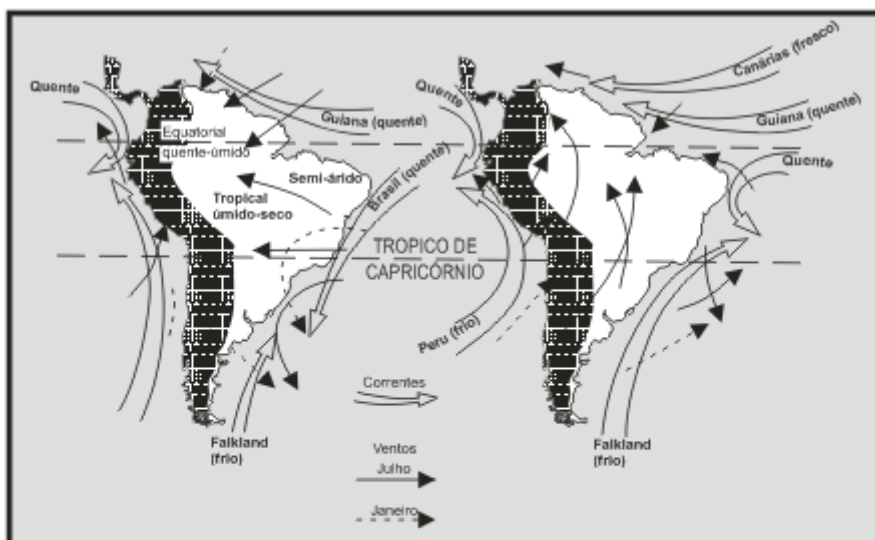 Quente
Guiana (quente)
Equatorial
quente-úmido
Semi-árido
Tropical
úmido-seco
Brasil (quente)
TROPICO DE
CAPRICÓRNIO
Falkland
(frio)
Canárias (fresco)
Quente
Guiana (quente)
Quente
Peru (frio)
Falkland
(frio)
Correntes
Ventos
Julho
Janeiro